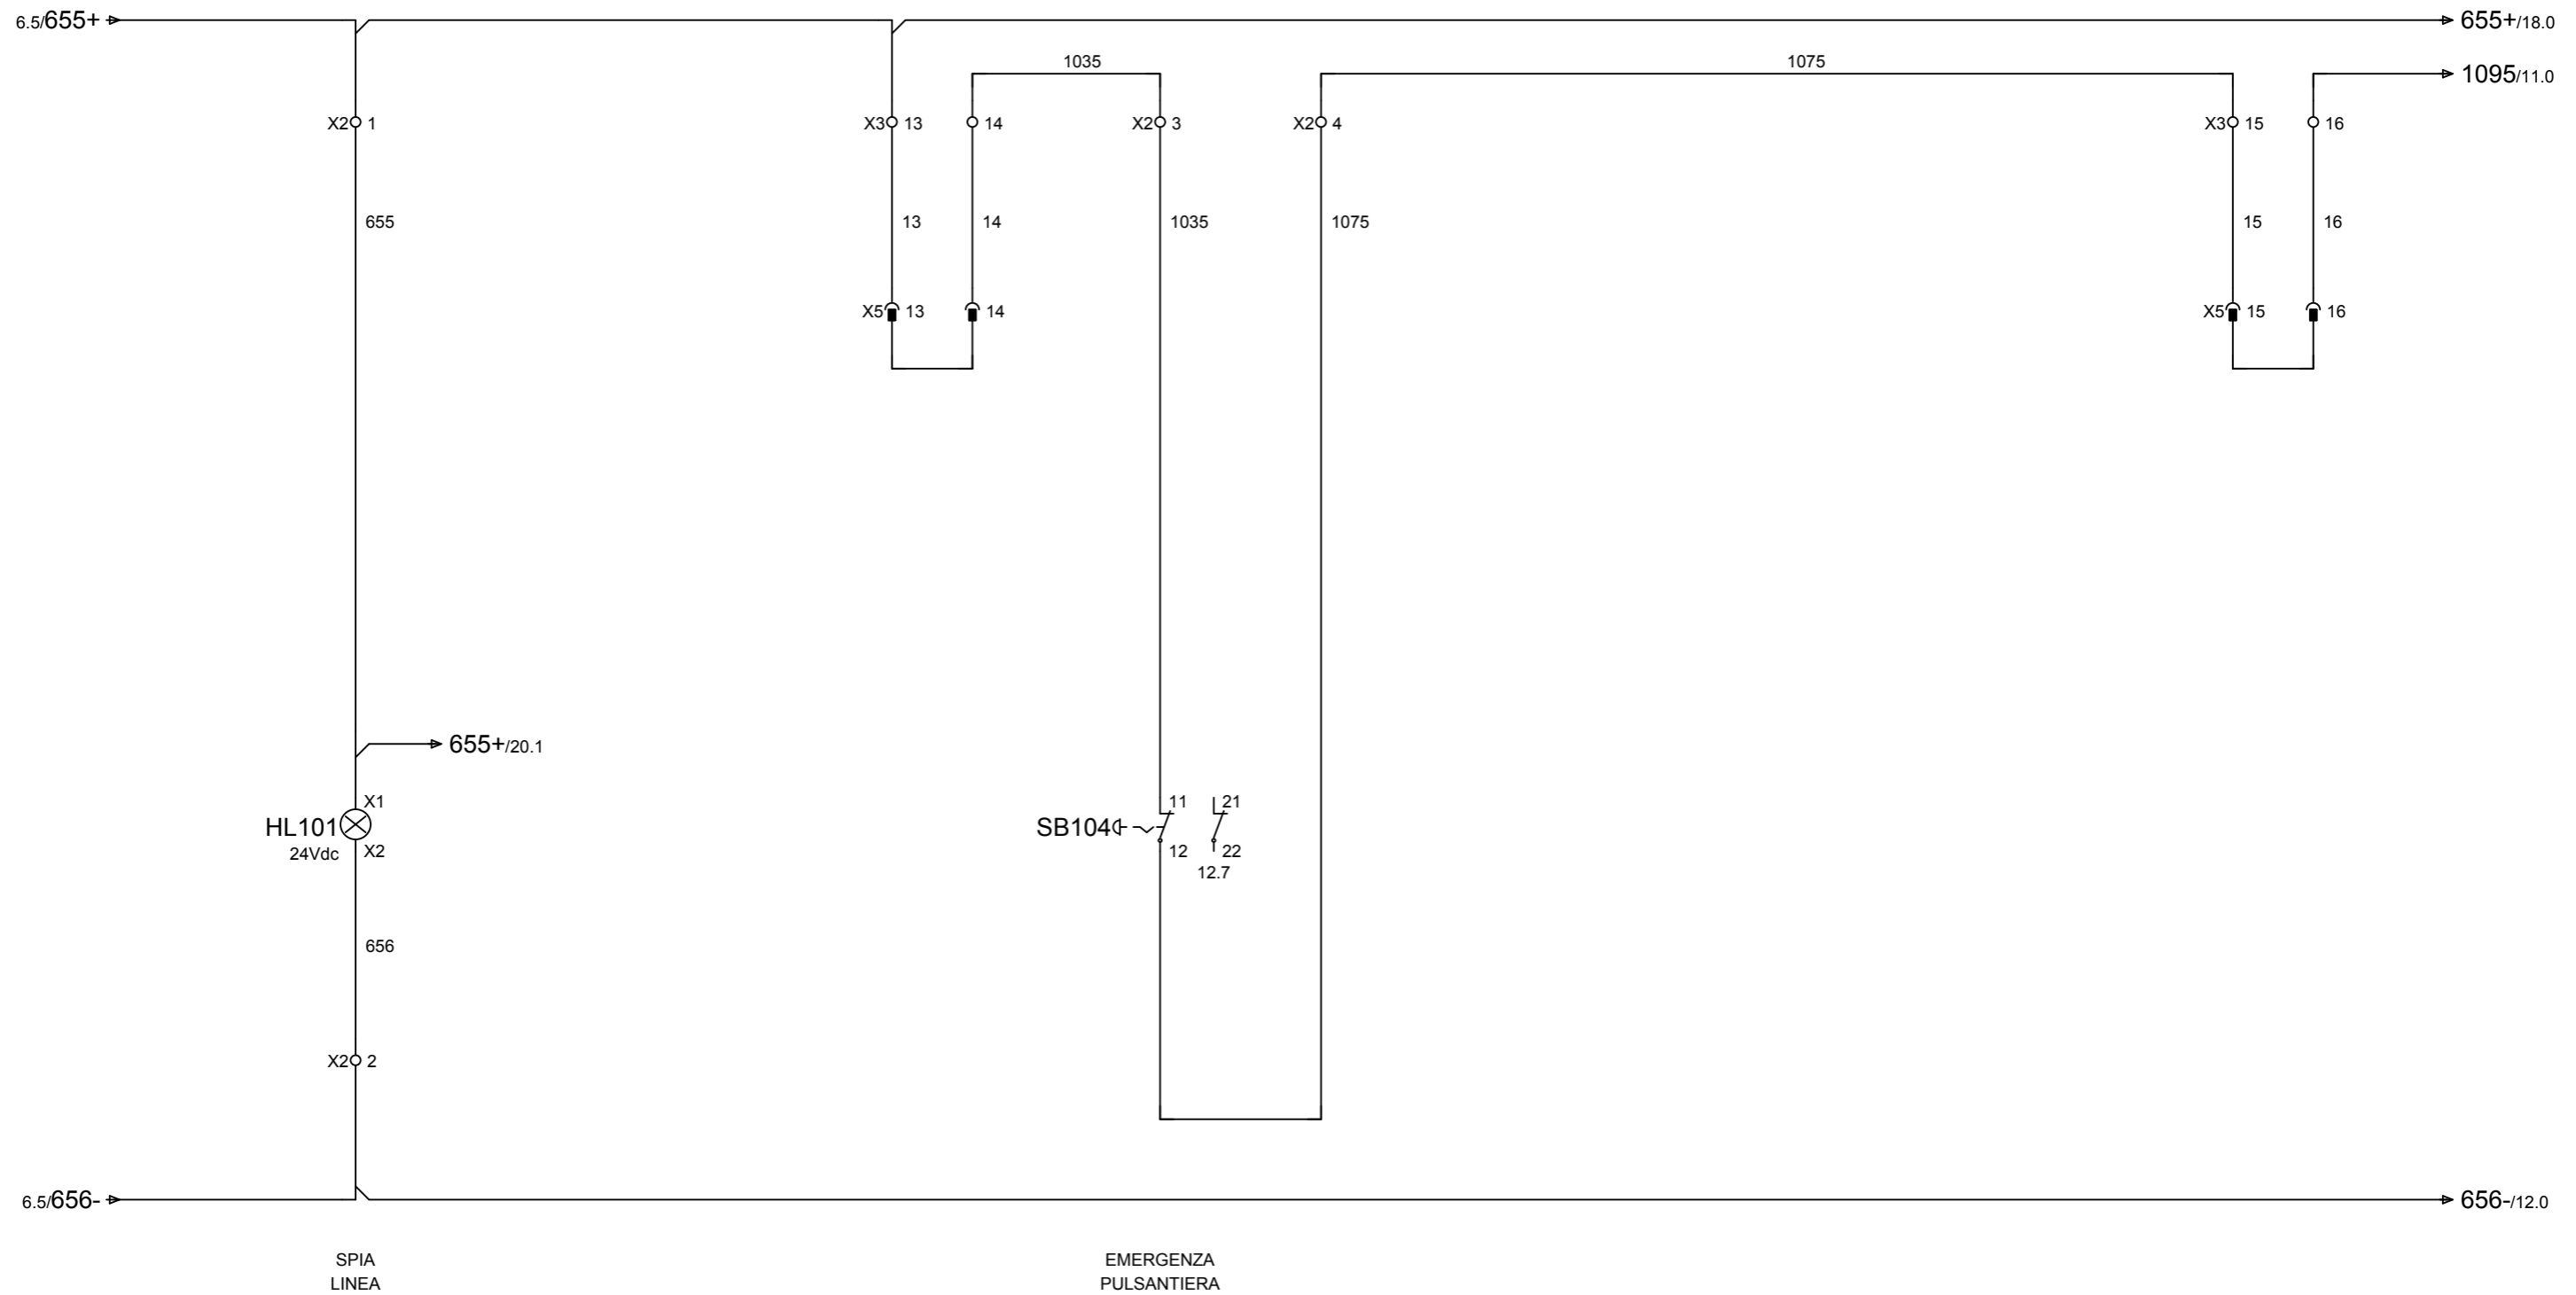 6.5/655+
655+/18.0
1035
1075
1095/11.0
X2 1
X3 13
14
X2 3
X2 4
X3 15
16
655
13
14
1035
1075
15
16
X5 13
14
X5 15
16
655+/20.1
X1
HL101
24Vdc
X2
11
21
SB104
12
22
12.7
656
X2 2
6.5/656-
656-/12.0
SPIA
LINEA
EMERGENZA
PULSANTIERA